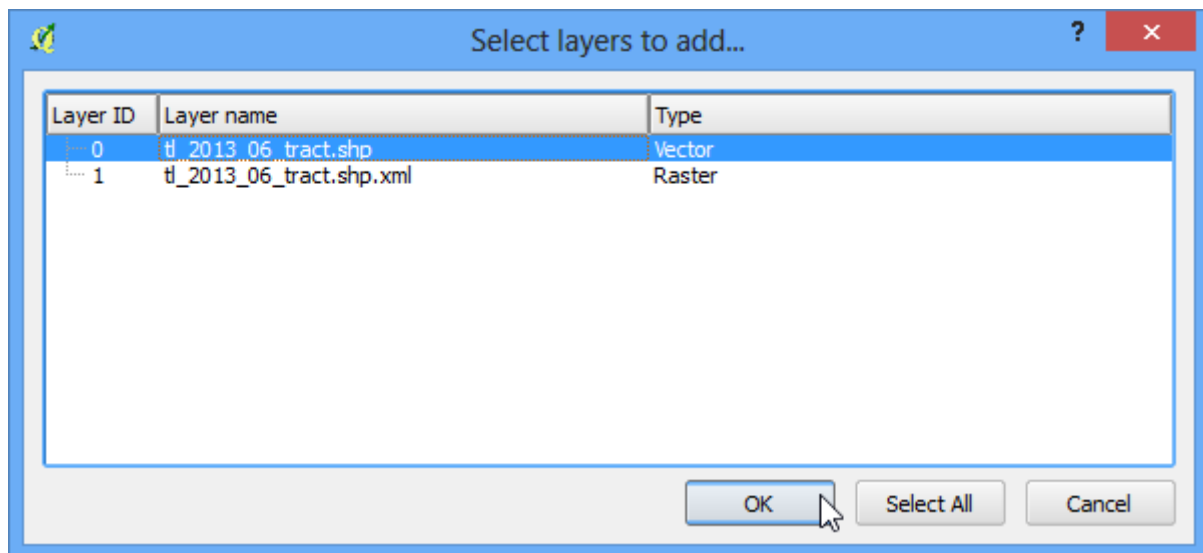 Select layers to add...
?
×
Layer ID Layer name Type
0 tl_2013_06_tract.shp Vector
1 tl_2013_06_tract.shp.xml Raster
OK Select All Cancel